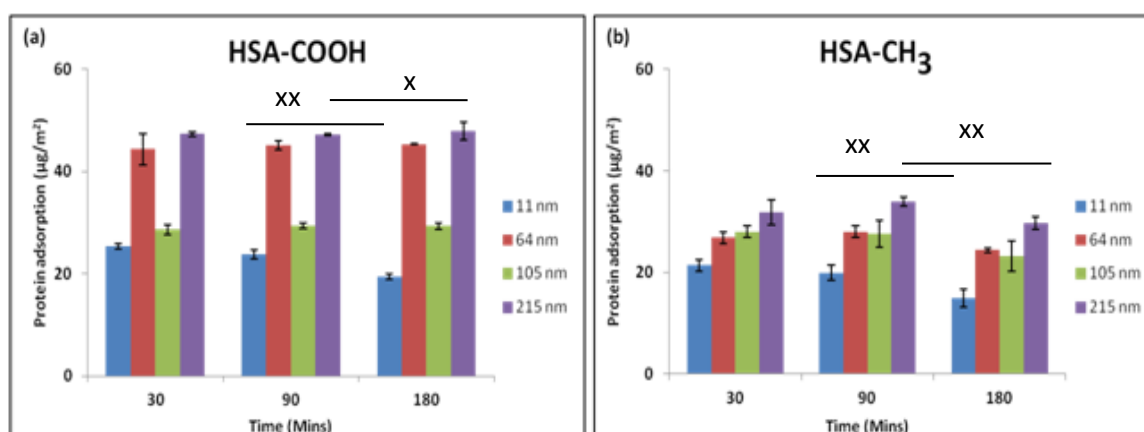 (a)
HSA-COOH
Protein adsorption (µg/m²)
60
40
20
0
xx
x
30 90 180
Time (Mins)
11 nm
64 nm
105 nm
215 nm
(b)
HSA-CH3
Protein adsorption (µg/m²)
60
40
20
0
xx
xx
30 90 180
Time (Mins)
11 nm
64 nm
105 nm
215 nm